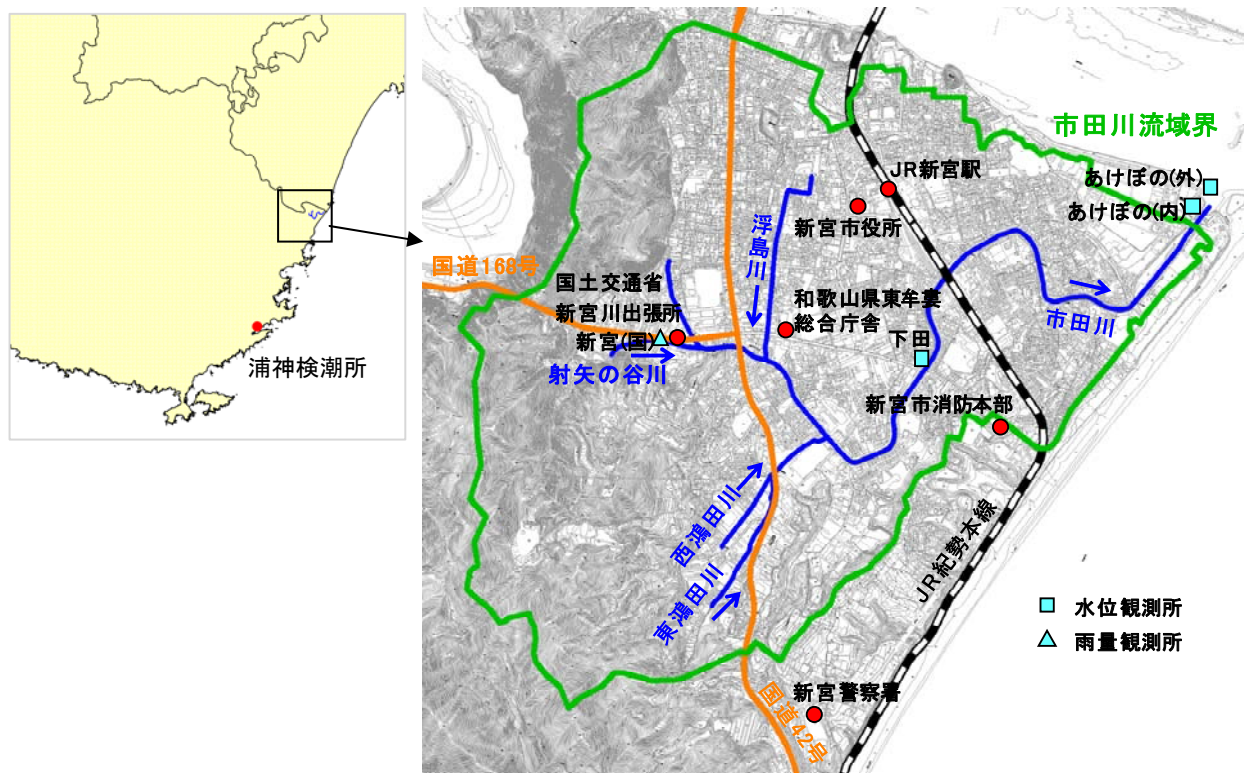 浦神検潮所
市田川流域界
あけぼの(外)
あけぼの(内)
JR新宮駅
新宮市役所
浮島川
国道168号
国土交通省
新宮川出張所
新宮(国)
射矢の谷川
和歌山県東牟婁
総合庁舎
下田
市田川
新宮市消防本部
西鴻田川
東鴻田川
JR紀勢本線
水位観測所
雨量観測所
新宮警察署
国道42号